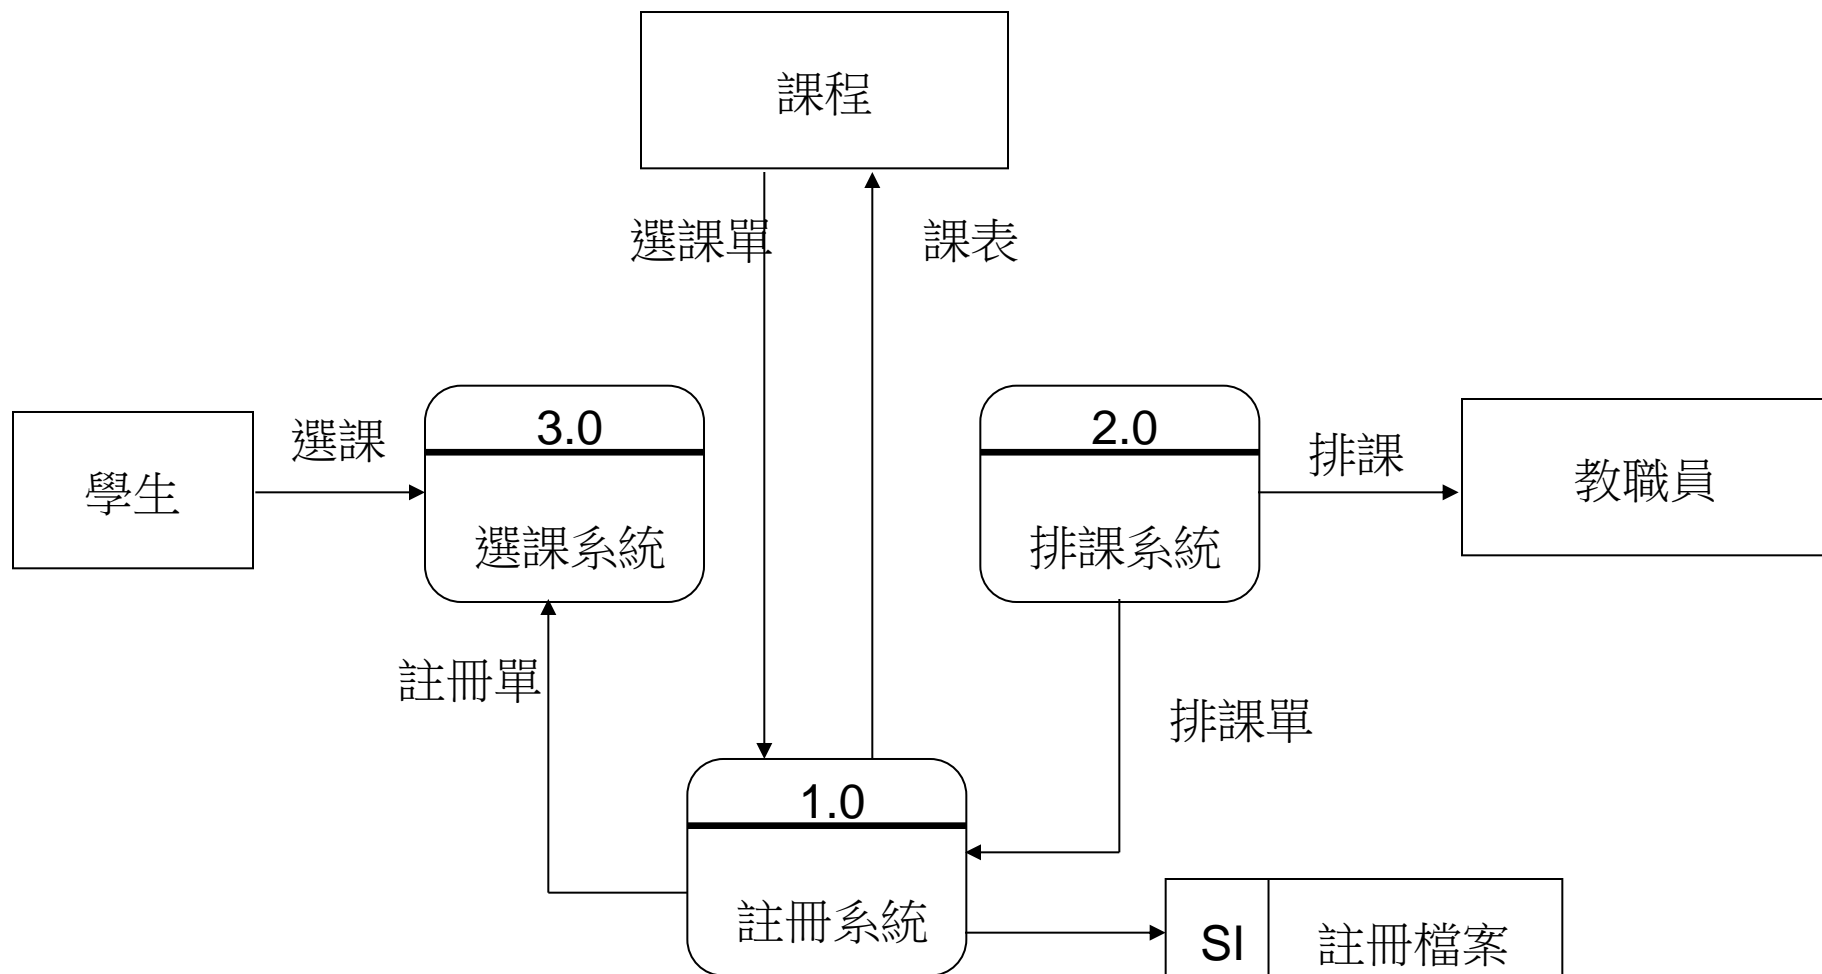 課程
選課單
課表
3.0
2.0
選課
排課
學生
教職員
選課系統
排課系統
註冊單
排課單
1.0
註冊系統
SI
註冊檔案